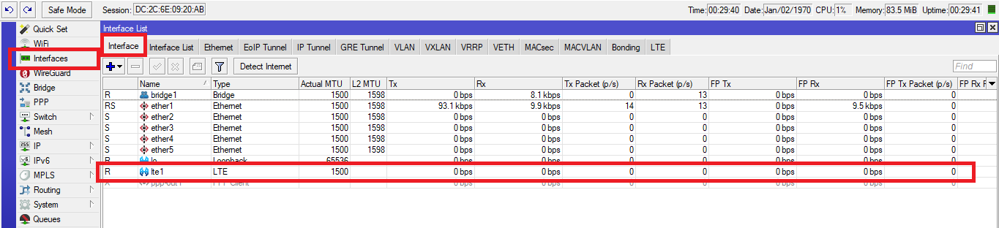 Safe Mode Session: DC:2C:6E:09:20:AB Time: 00:29:40 Date: Jan/02/1970 CPU: 1% Memory: 83.5 MiB Uptime: 00:29:41
Quick Set
WiFi
Interfaces
WireGuard
Bridge
PPP
Switch
Mesh
IP
IPv6
MPLS
Routing
System
Queues
Interface List
Interface Interface List Ethernet EoIP Tunnel IP Tunnel GRE Tunnel VLAN VXLAN VRRP VETH MACsec MACVLAN Bonding LTE
Detect Internet Find
Name Type Actual MTU L2 MTU Tx Rx Tx Packet (p/s) Rx Packet (p/s) FP Tx FP Rx FP Tx Packet (p/s) FP Rx
R bridge1 Bridge 1500 1598 0 bps 8.1 kbps 0 13 0 bps 0 bps 0
RS ether1 Ethernet 1500 1598 93.1 kbps 9.9 kbps 14 13 0 bps 9.5 kbps 0
S ether2 Ethernet 1500 1598 0 bps 0 bps 0 0 0 bps 0 bps 0
S ether3 Ethernet 1500 1598 0 bps 0 bps 0 0 0 bps 0 bps 0
S ether4 Ethernet 1500 1598 0 bps 0 bps 0 0 0 bps 0 bps 0
S ether5 Ethernet 1500 1598 0 bps 0 bps 0 0 0 bps 0 bps 0
R lo Loopback 65536 0 bps 0 bps 0 0 0 bps 0 bps 0
R lte1 LTE 1500 0 bps 0 bps 0 0 0 bps 0 bps 0
X ppp-out1 PPP Client 0 bps 0 bps 0 0 0 bps 0 bps 0